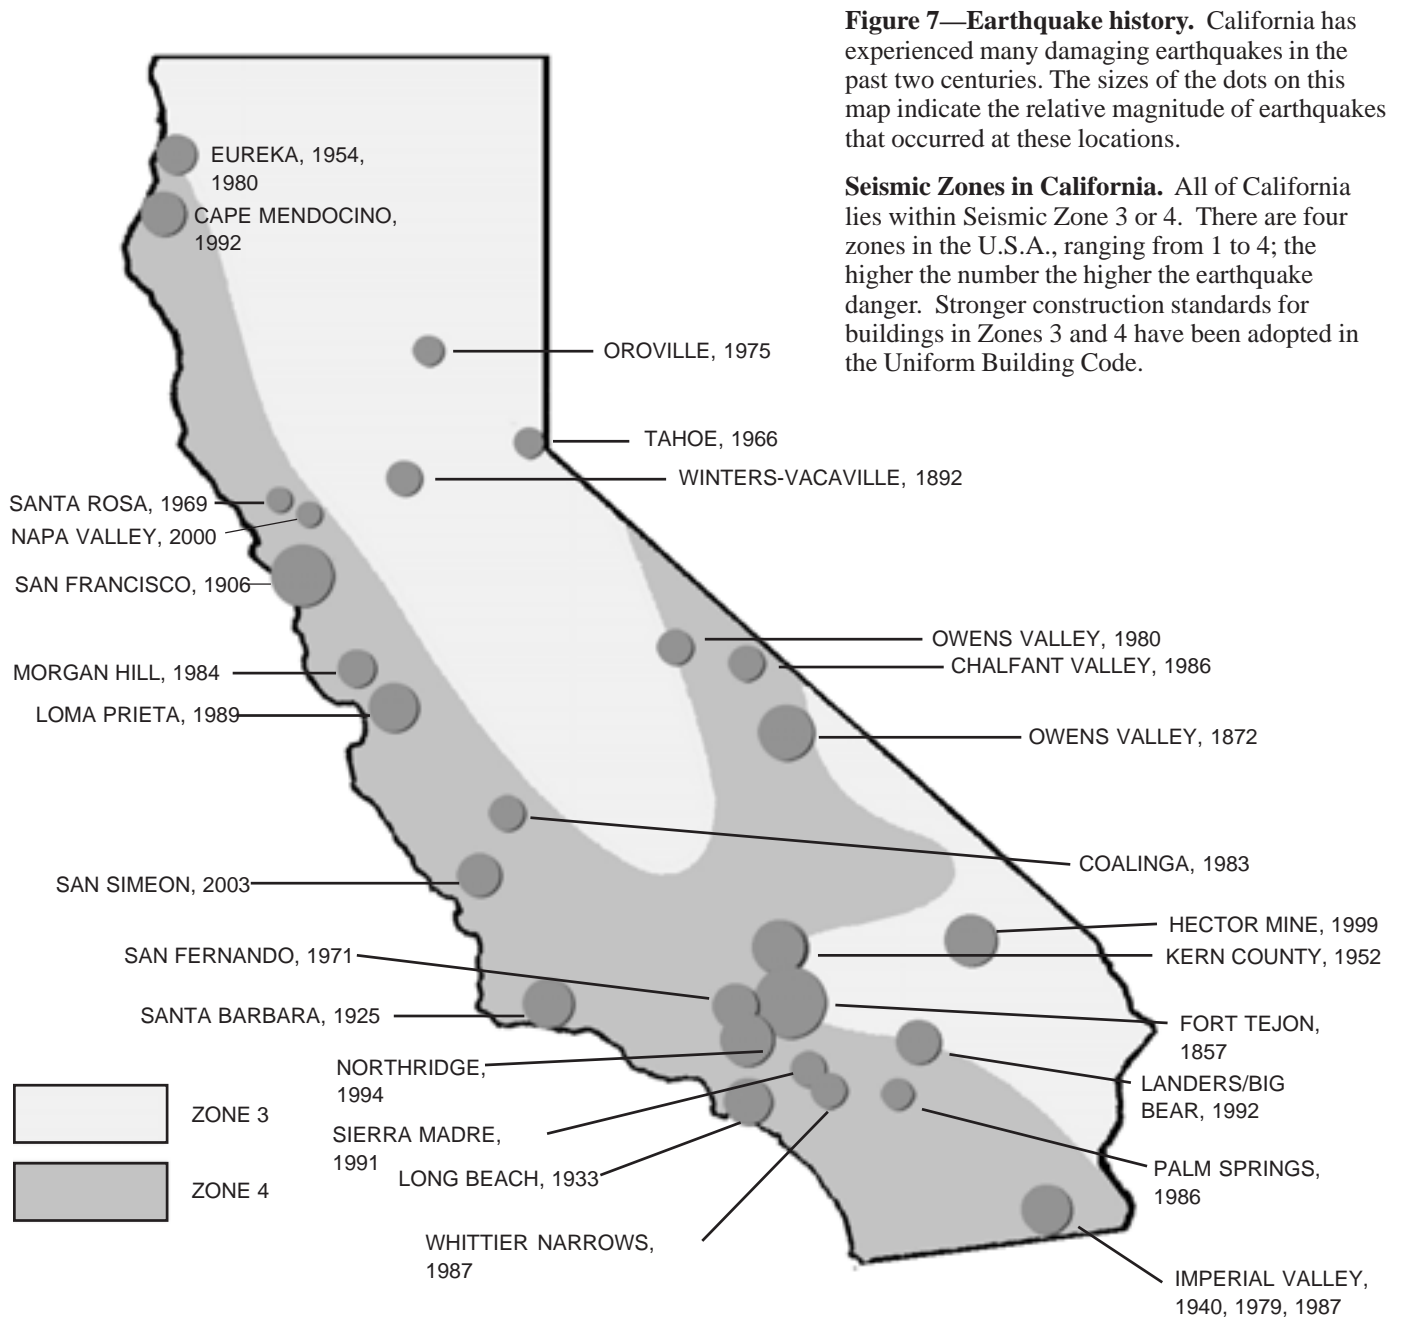 Figure 7—Earthquake history. California has
experienced many damaging earthquakes in the
past two centuries. The sizes of the dots on this
map indicate the relative magnitude of earthquakes
that occurred at these locations.
Seismic Zones in California. All of California
lies within Seismic Zone 3 or 4. There are four
zones in the U.S.A., ranging from 1 to 4; the
higher the number the higher the earthquake
danger. Stronger construction standards for
buildings in Zones 3 and 4 have been adopted in
the Uniform Building Code.
EUREKA, 1954,
1980
CAPE MENDOCINO,
1992
OROVILLE, 1975
TAHOE, 1966
WINTERS-VACAVILLE, 1892
SANTA ROSA, 1969
NAPA VALLEY, 2000
SAN FRANCISCO, 1906
OWENS VALLEY, 1980
CHALFANT VALLEY, 1986
MORGAN HILL, 1984
LOMA PRIETA, 1989
OWENS VALLEY, 1872
COALINGA, 1983
SAN SIMEON, 2003
HECTOR MINE, 1999
KERN COUNTY, 1952
SAN FERNANDO, 1971
SANTA BARBARA, 1925
FORT TEJON,
1857
NORTHRIDGE,
1994
LANDERS/BIG
BEAR, 1992
ZONE 3
SIERRA MADRE,
1991
LONG BEACH, 1933
PALM SPRINGS,
1986
ZONE 4
WHITTIER NARROWS,
1987
IMPERIAL VALLEY,
1940, 1979, 1987